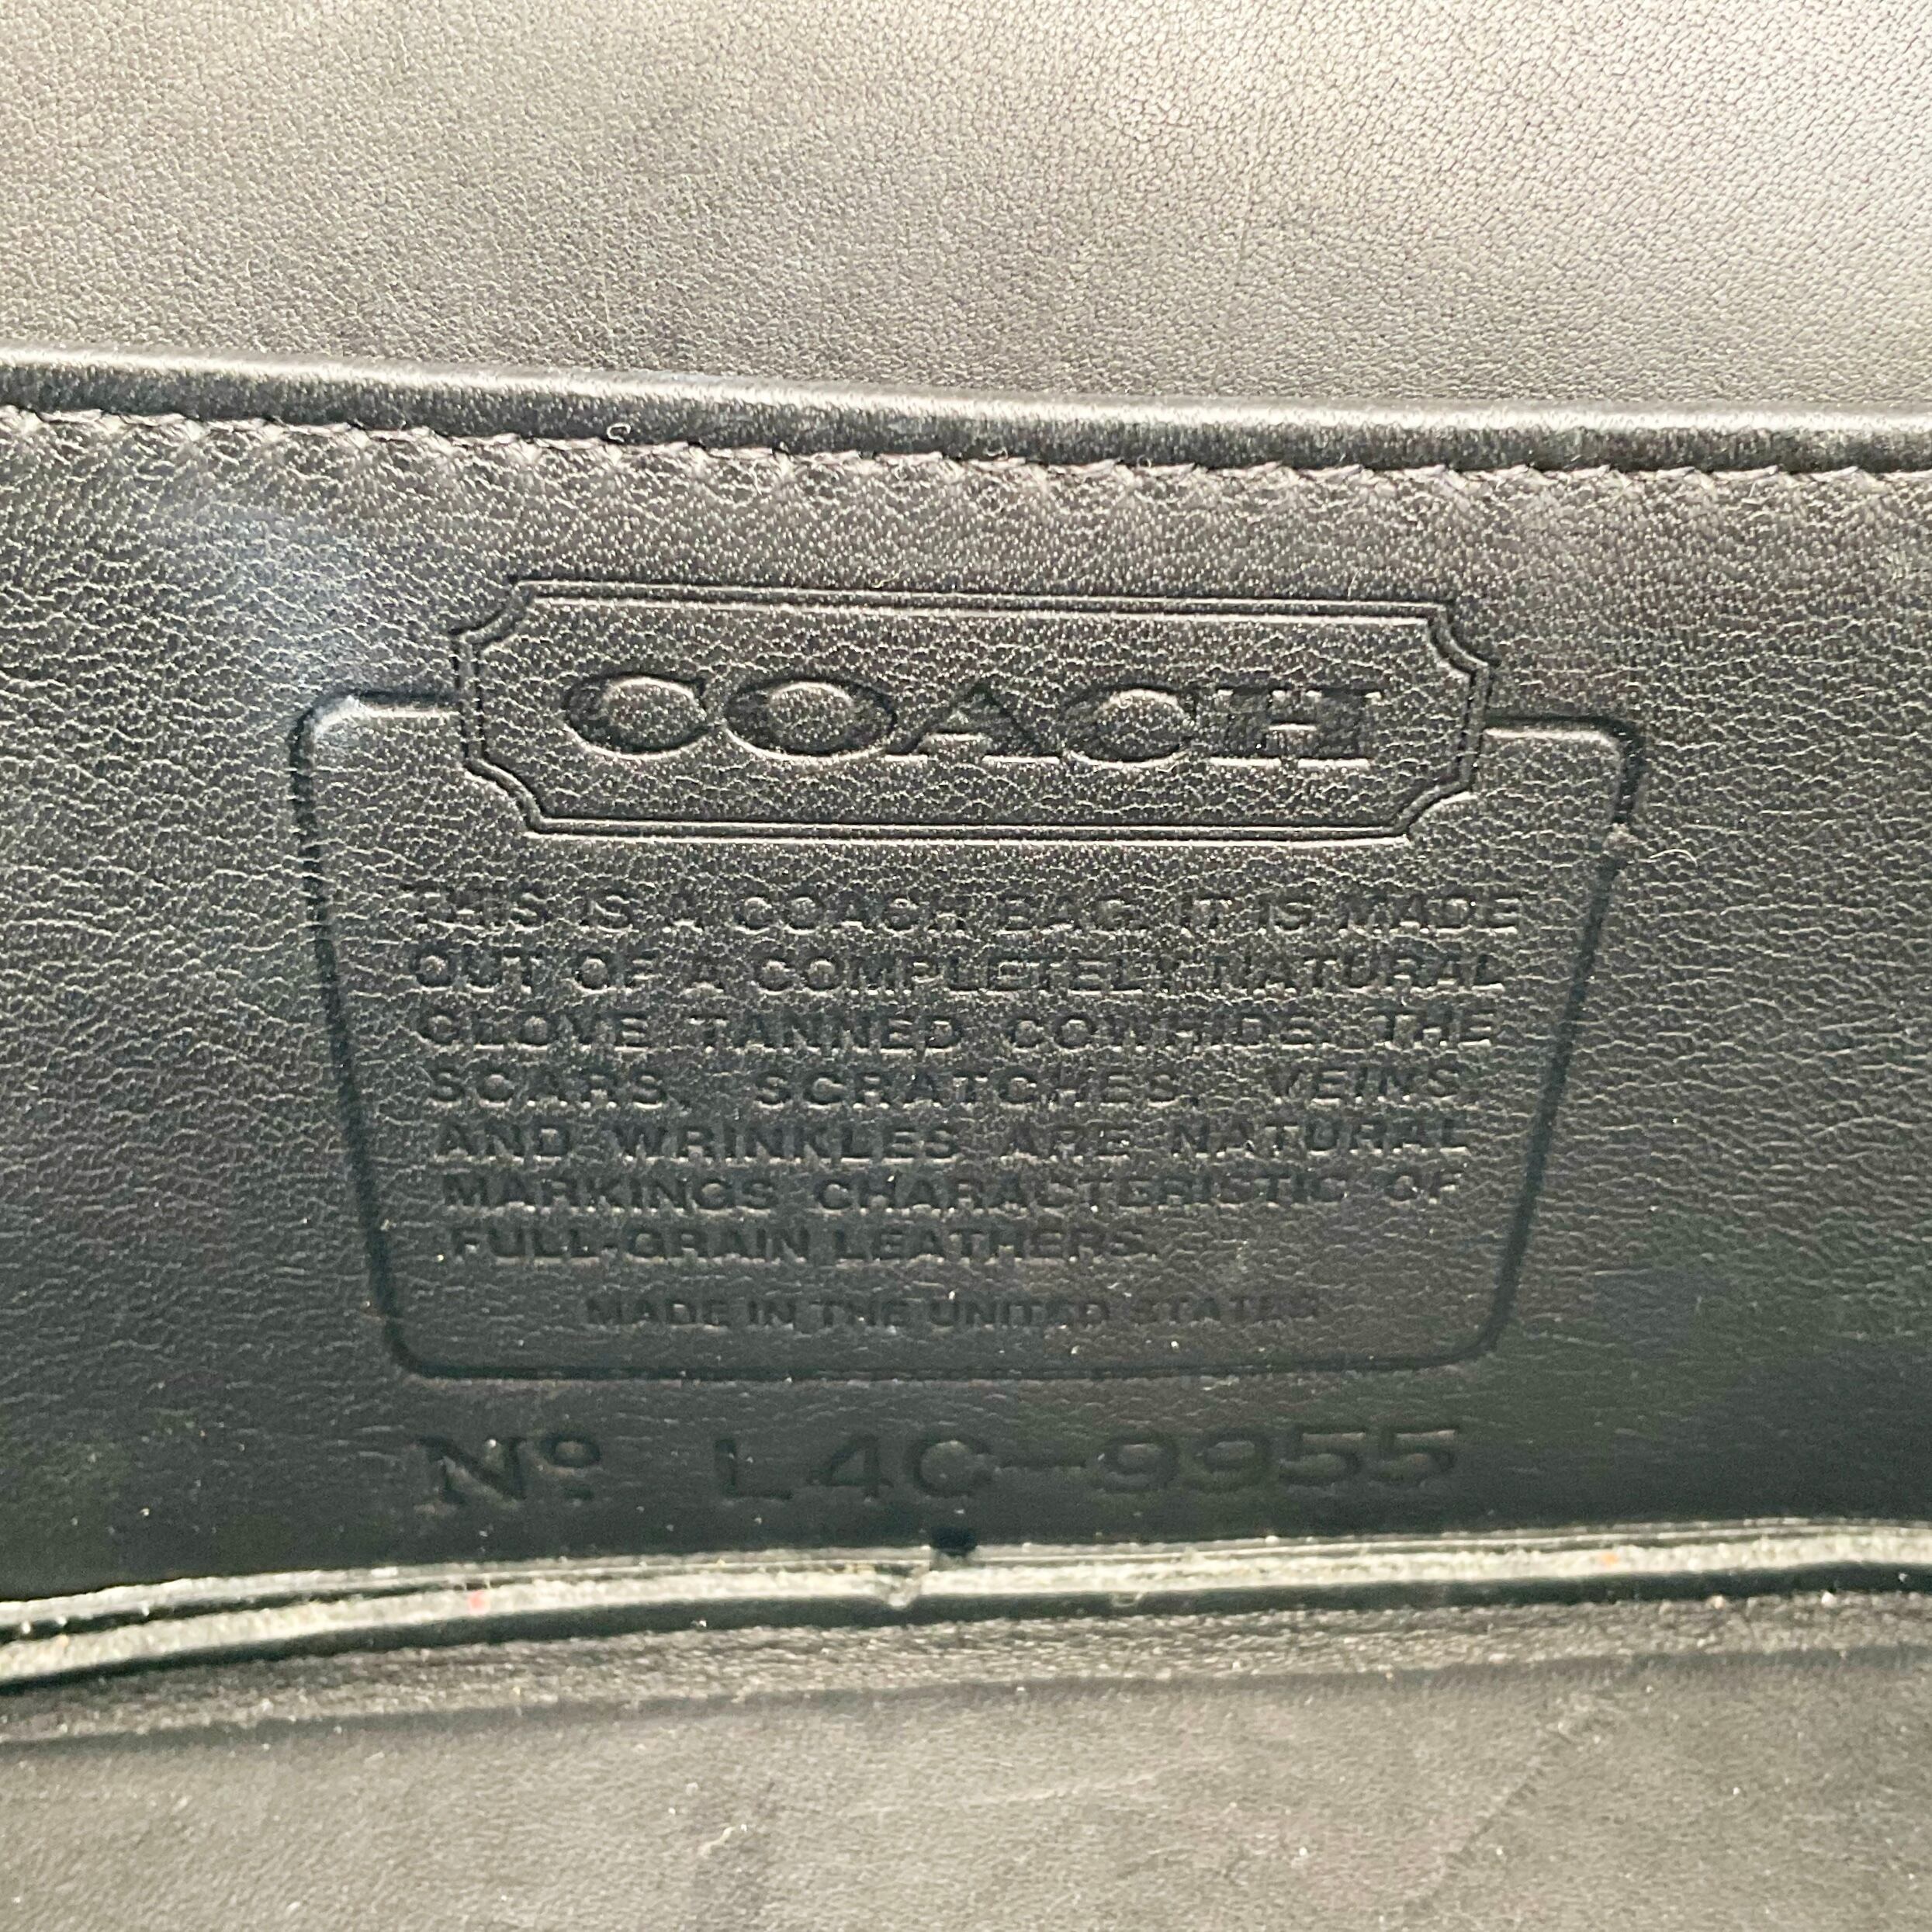 COACH
THIS IS A COACH BAG. IT IS MADE
OUT OF A COMPLETELY NATURAL
GLOVE TANNED COWHIDE. THE
SCARS, SCRATCHES, VEINS,
AND WRINKLES ARE NATURAL
MARKINGS CHARACTERISTIC OF
FULL-GRAIN LEATHERS.
MADE IN THE UNITED STATES
Nº L4C-9955